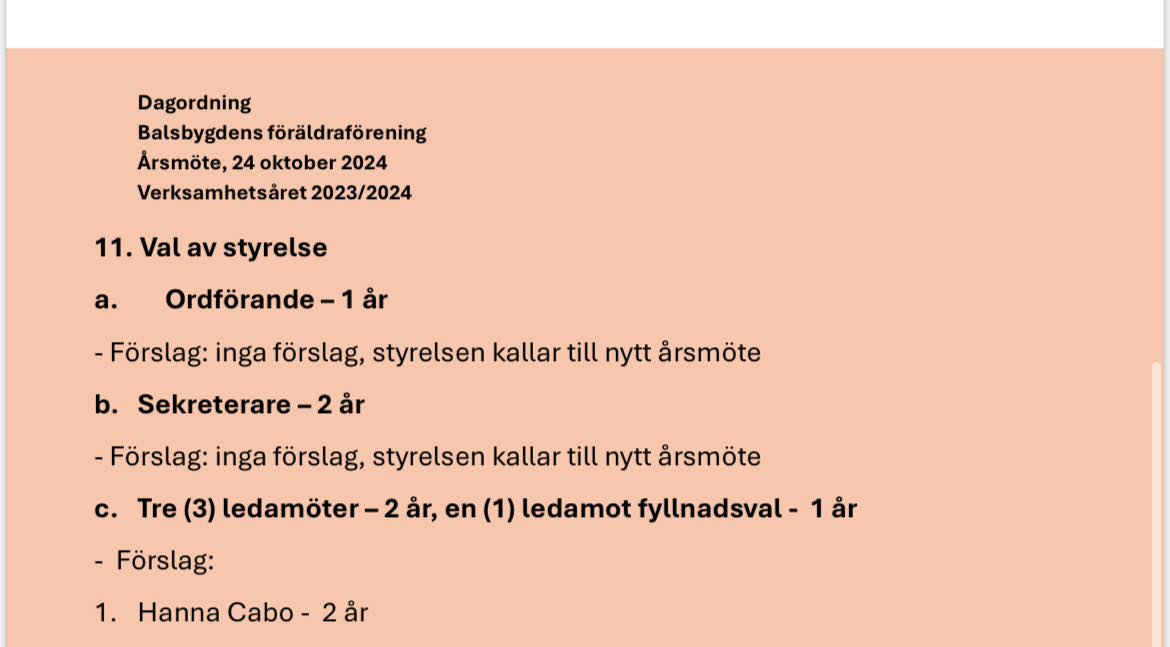 Dagordning
Balsbygdens föräldraförening
Årsmöte, 24 oktober 2024
Verksamhetsåret 2023/2024
11. Val av styrelse
a. Ordförande – 1 år
- Förslag: inga förslag, styrelsen kallar till nytt årsmöte
b. Sekreterare – 2 år
- Förslag: inga förslag, styrelsen kallar till nytt årsmöte
c. Tre (3) ledamöter – 2 år, en (1) ledamot fyllnadsval - 1 år
- Förslag:
1. Hanna Cabo - 2 år